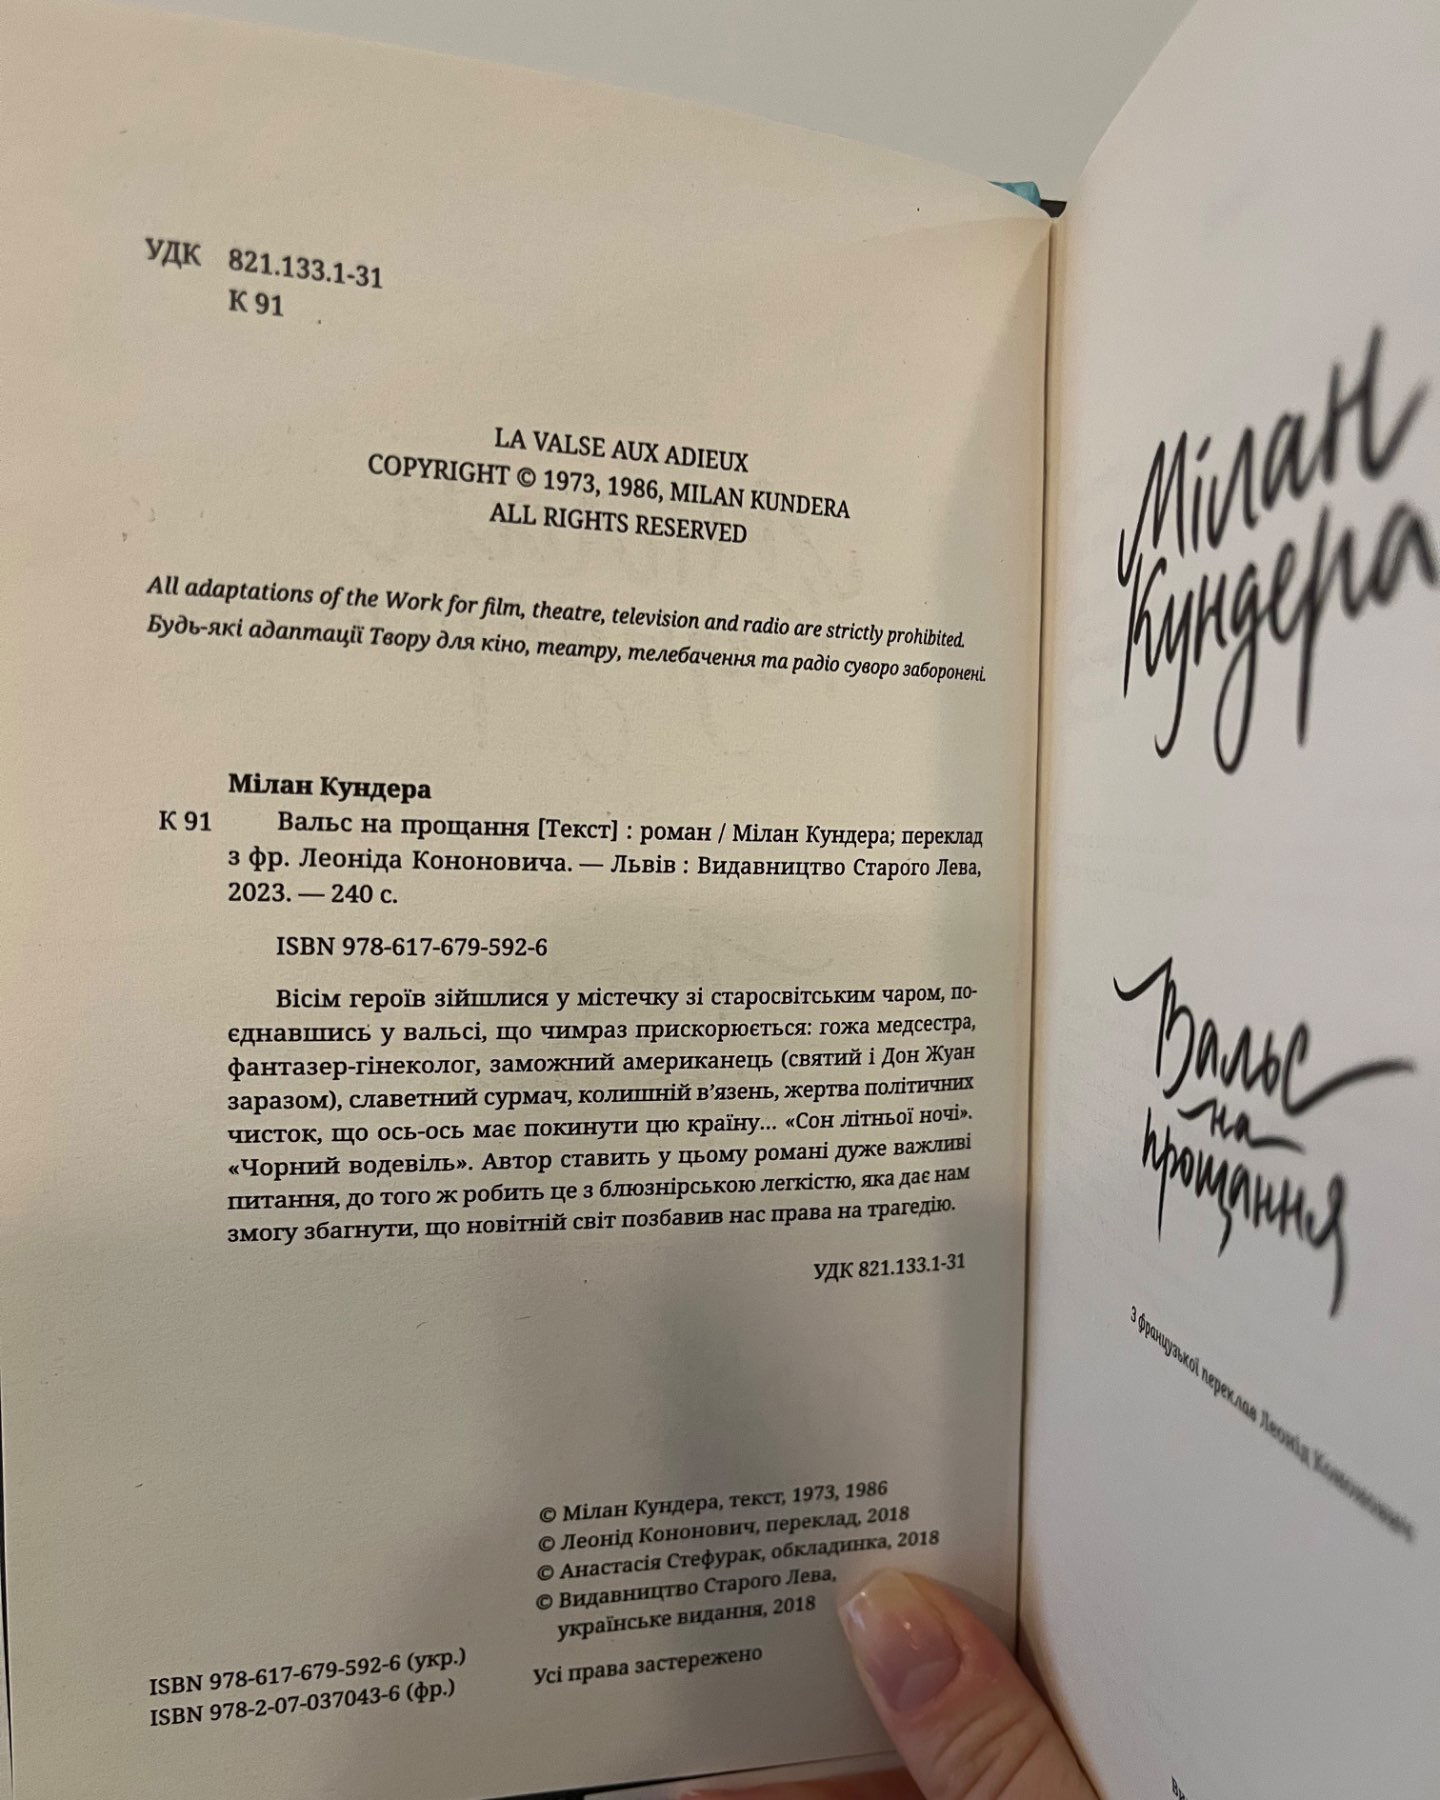 УДК 821.133.1-31
К 91
LA VALSE AUX ADIEUX
COPYRIGHT © 1973, 1986, MILAN KUNDERA
ALL RIGHTS RESERVED
All adaptations of the Work for film, theatre, television and radio are strictly prohibited.
Будь-які адаптації Твору для кіно, театру, телебачення та радіо суворо заборонені.
Мілан Кундера
К 91 Вальс на прощання [Текст] : роман / Мілан Кундера; переклад
з фр. Леоніда Кононовича. — Львів : Видавництво Старого Лева,
2023. — 240 с.
ISBN 978-617-679-592-6
Вісім героїв зійшлися у містечку зі старосвітським чаром, по-
єднавшись у вальсі, що чимраз прискорюється: гожа медсестра,
фантазер-гінеколог, заможний американець (святий і Дон Жуан
заразом), славетний сурмач, колишній в’язень, жертва політичних
чисток, що ось-ось має покинути цю країну... «Сон літньої ночі».
«Чорний водевіль». Автор ставить у цьому романі дуже важливі
питання, до того ж робить це з блюзнірською легкістю, яка дає нам
змогу збагнути, що новітній світ позбавив нас права на трагедію.
УДК 821.133.1-31
© Мілан Кундера, текст, 1973, 1986
© Леонід Кононович, переклад, 2018
© Анастасія Стефурак, обкладинка, 2018
© Видавництво Старого Лева,
українське видання, 2018
Усі права застережено
ISBN 978-617-679-592-6 (укр.)
ISBN 978-2-07-037043-6 (фр.)
Мілан
Кундера
Вальс
на
прощання
З французької переклав Леонід Кононович